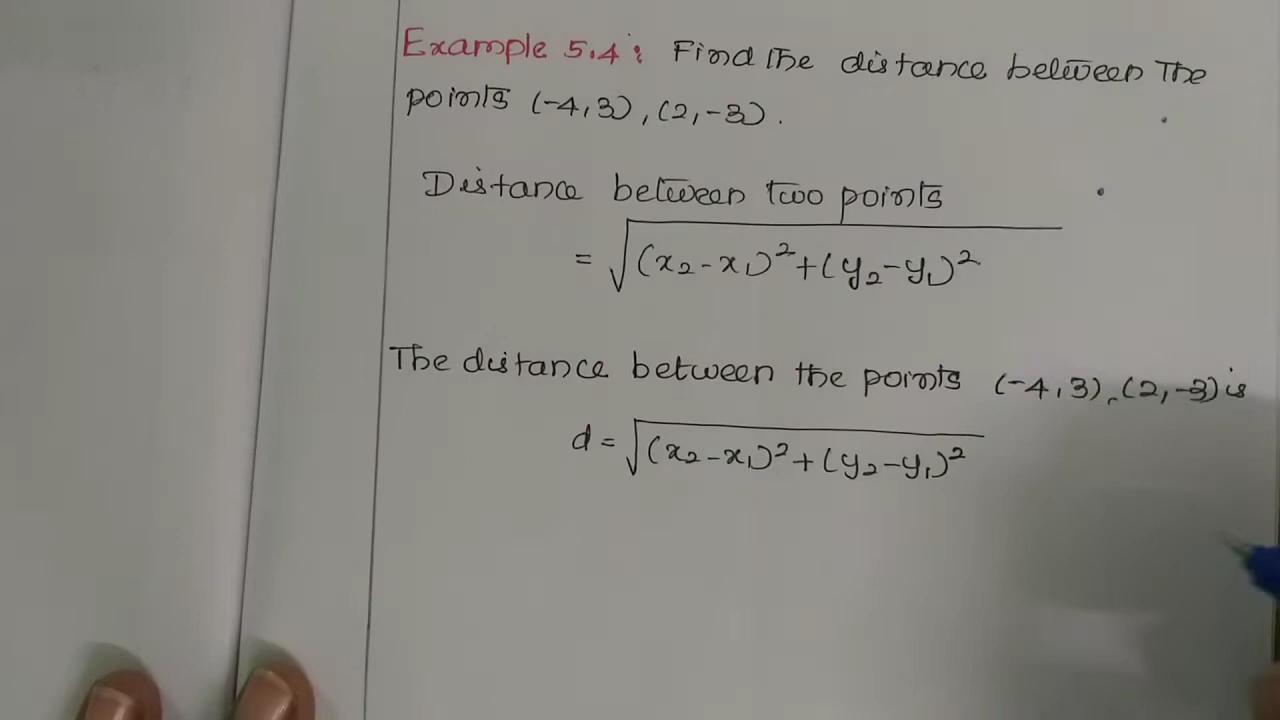 Example 5.4: Find the distance between the
points (-4,3), (2,-3).
Distance between two points
= √(x₂-x₁)²+(y₂-y₁)²
The distance between the points (-4,3), (2,-3) is
d = √(x₂-x₁)²+(y₂-y₁)²